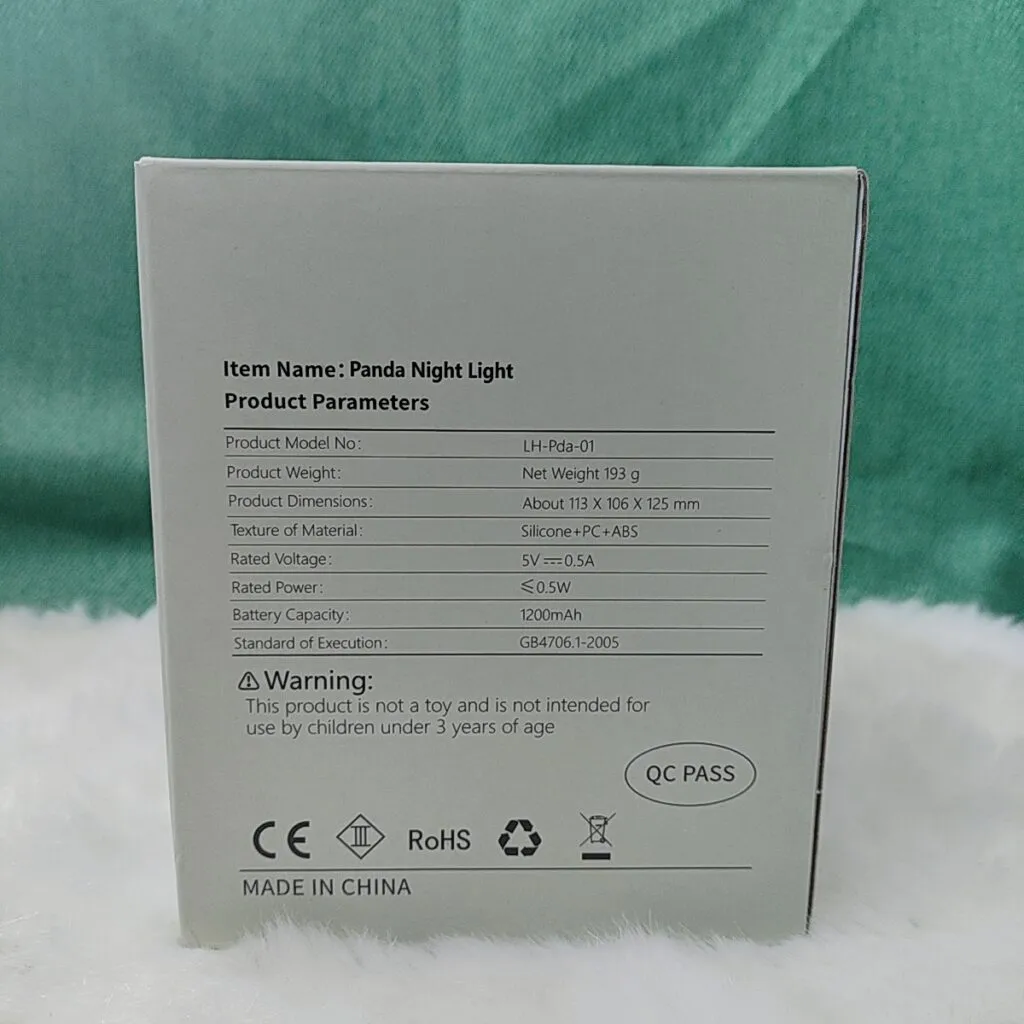 Item Name: Panda Night Light
Product Parameters
Product Model No: LH-Pda-01
Product Weight: Net Weight 193 g
Product Dimensions: About 113 X 106 X 125 mm
Texture of Material: Silicone+PC+ABS
Rated Voltage: 5V ⎓ 0.5A
Rated Power: ≤0.5W
Battery Capacity: 1200mAh
Standard of Execution: GB4706.1-2005
⚠ Warning:
This product is not a toy and is not intended for
use by children under 3 years of age
QC PASS
CE III RoHS
MADE IN CHINA